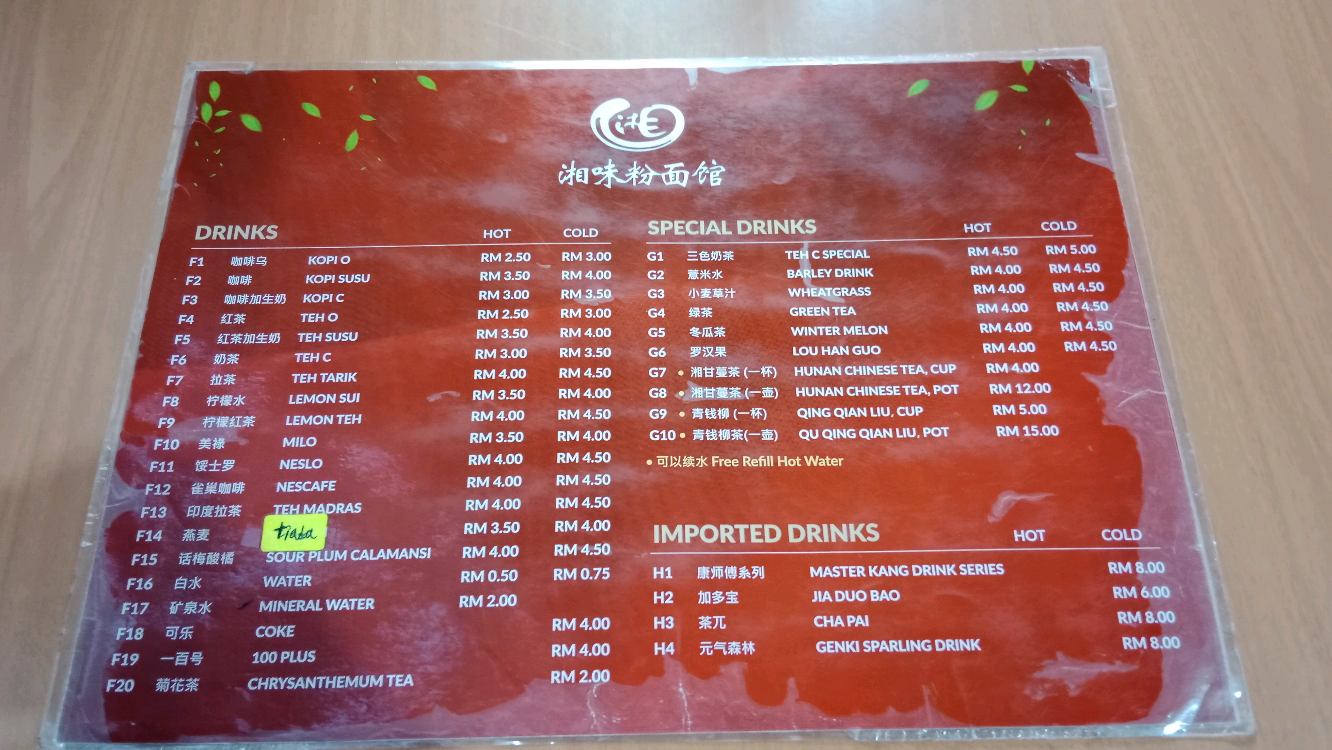 湘
湘味粉面馆
DRINKS HOT COLD
F1 咖啡乌 KOPI O RM 2.50 RM 3.00
F2 咖啡 KOPI SUSU RM 3.50 RM 4.00
F3 咖啡加生奶 KOPI C RM 3.00 RM 3.50
F4 红茶 TEH O RM 2.50 RM 3.00
F5 红茶加生奶 TEH SUSU RM 3.50 RM 4.00
F6 奶茶 TEH C RM 3.00 RM 3.50
F7 拉茶 TEH TARIK RM 4.00 RM 4.50
F8 柠檬水 LEMON SUI RM 3.50 RM 4.00
F9 柠檬红茶 LEMON TEH RM 4.00 RM 4.50
F10 美禄 MILO RM 3.50 RM 4.00
F11 馁士罗 NESLO RM 4.00 RM 4.50
F12 雀巢咖啡 NESCAFE RM 4.00 RM 4.50
F13 印度拉茶 TEH MADRAS RM 4.00 RM 4.50
F14 燕麦 tiada RM 3.50 RM 4.00
F15 话梅酸橘 SOUR PLUM CALAMANSI RM 4.00 RM 4.50
F16 白水 WATER RM 0.50 RM 0.75
F17 矿泉水 MINERAL WATER RM 2.00
F18 可乐 COKE RM 4.00
F19 一百号 100 PLUS RM 4.00
F20 菊花茶 CHRYSANTHEMUM TEA RM 2.00
SPECIAL DRINKS HOT COLD
G1 三色奶茶 TEH C SPECIAL RM 4.50 RM 5.00
G2 薏米水 BARLEY DRINK RM 4.00 RM 4.50
G3 小麦草汁 WHEATGRASS RM 4.00 RM 4.50
G4 绿茶 GREEN TEA RM 4.00 RM 4.50
G5 冬瓜茶 WINTER MELON RM 4.00 RM 4.50
G6 罗汉果 LOU HAN GUO RM 4.00 RM 4.50
G7 • 湘甘蔓茶 (一杯) HUNAN CHINESE TEA, CUP RM 4.00
G8 • 湘甘蔓茶 (一壶) HUNAN CHINESE TEA, POT RM 12.00
G9 • 青钱柳 (一杯) QING QIAN LIU, CUP RM 5.00
G10 • 青钱柳茶(一壶) QU QING QIAN LIU, POT RM 15.00
• 可以续水 Free Refill Hot Water
IMPORTED DRINKS HOT COLD
H1 康师傅系列 MASTER KANG DRINK SERIES RM 8.00
H2 加多宝 JIA DUO BAO RM 6.00
H3 茶兀 CHA PAI RM 8.00
H4 元气森林 GENKI SPARLING DRINK RM 8.00